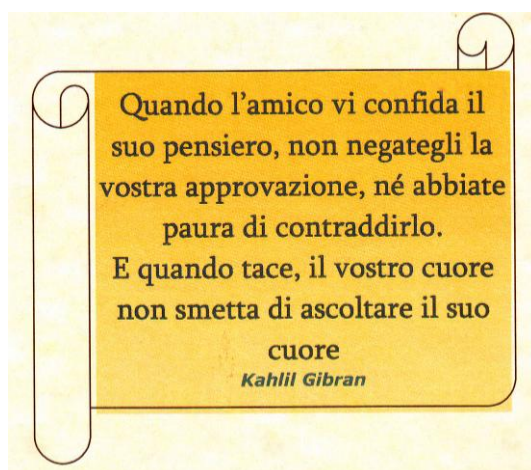 Quando l'amico vi confida il
suo pensiero, non negategli la
vostra approvazione, né abbiate
paura di contraddirlo.
E quando tace, il vostro cuore
non smetta di ascoltare il suo
cuore
Kahlil Gibran